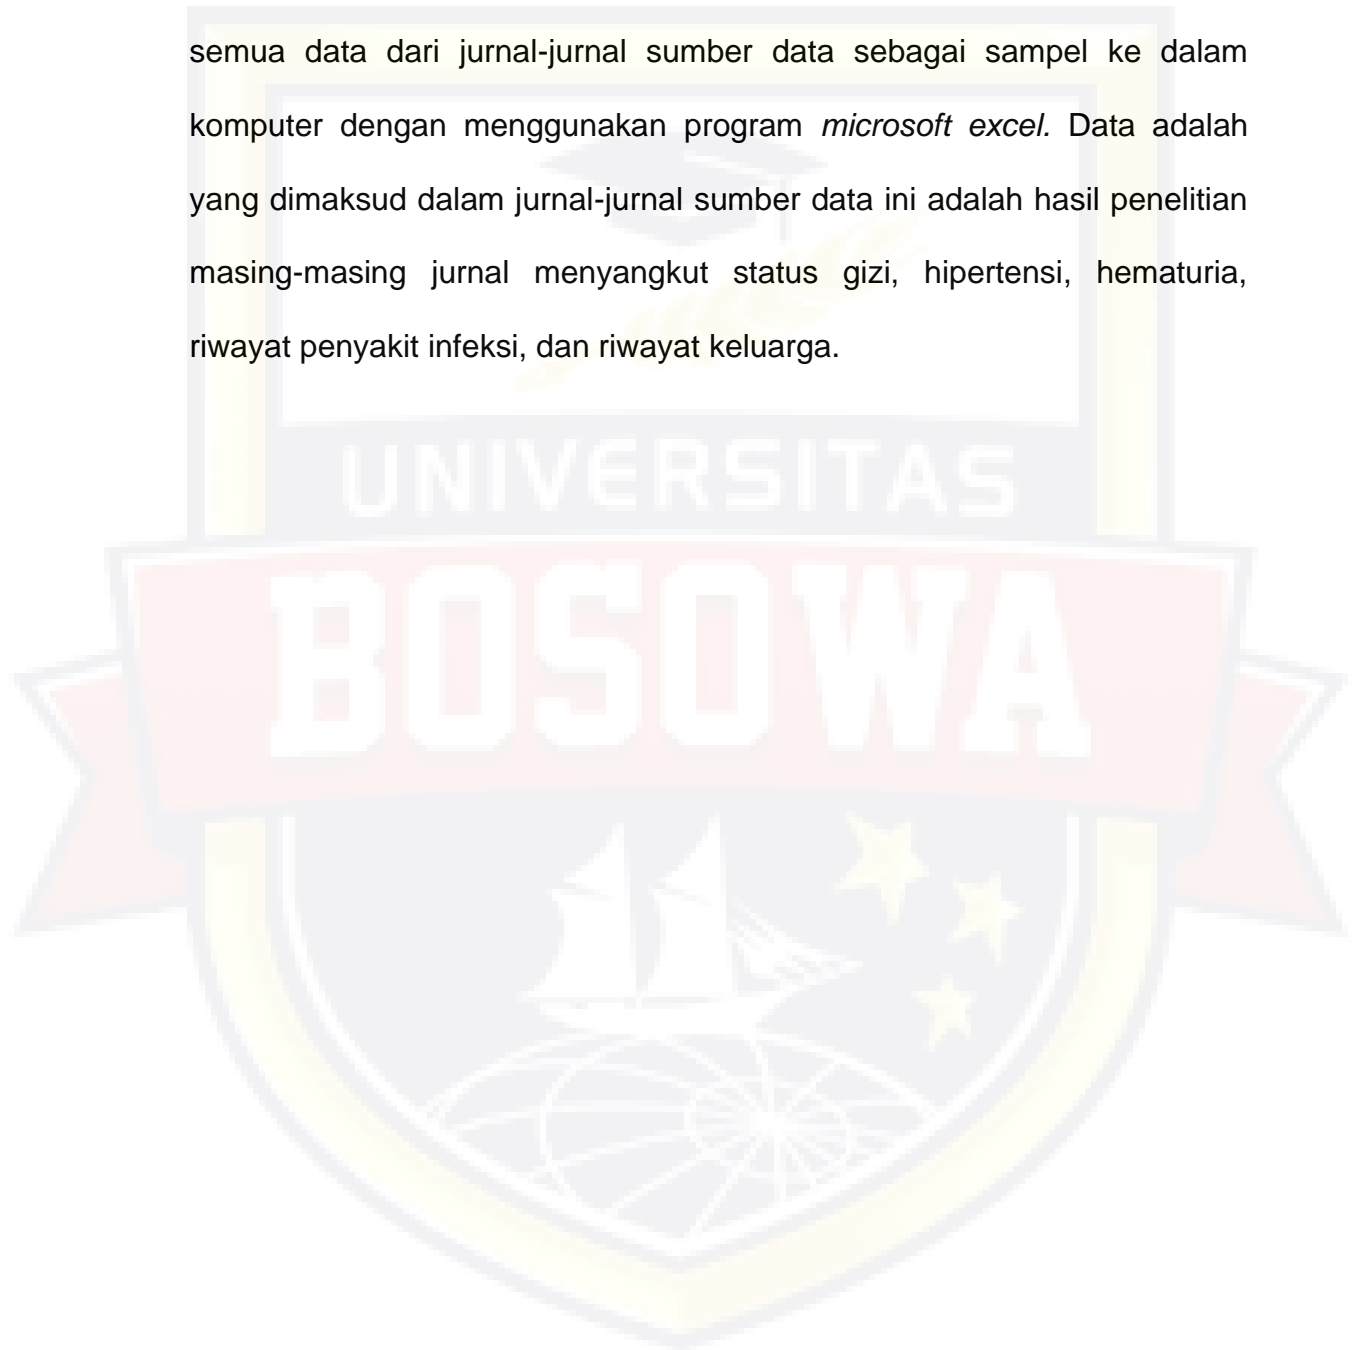 semua data dari jurnal-jurnal sumber data sebagai sampel ke dalam
komputer dengan menggunakan program microsoft excel. Data adalah
yang dimaksud dalam jurnal-jurnal sumber data ini adalah hasil penelitian
masing-masing jurnal menyangkut status gizi, hipertensi, hematuria,
riwayat penyakit infeksi, dan riwayat keluarga.
UNIVERSITAS
BOSOWA